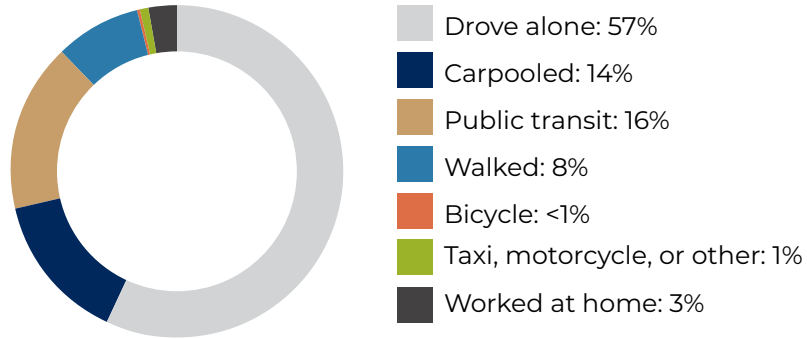 Drove alone: 57%
Carpooled: 14%
Public transit: 16%
Walked: 8%
Bicycle: <1%
Taxi, motorcycle, or other: 1%
Worked at home: 3%